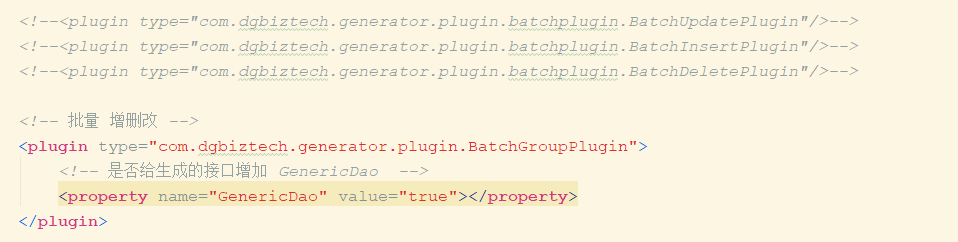 <!--<plugin type="com.dgbiztech.generator.plugin.batchplugin.BatchUpdatePlugin"/>-->
<!--<plugin type="com.dgbiztech.generator.plugin.batchplugin.BatchInsertPlugin"/>-->
<!--<plugin type="com.dgbiztech.generator.plugin.batchplugin.BatchDeletePlugin"/>-->
<!-- 批量 增删改 -->
<plugin type="com.dgbiztech.generator.plugin.BatchGroupPlugin">
<!-- 是否给生成的接口增加 GenericDao  -->
<property name="GenericDao" value="true"></property>
</plugin>